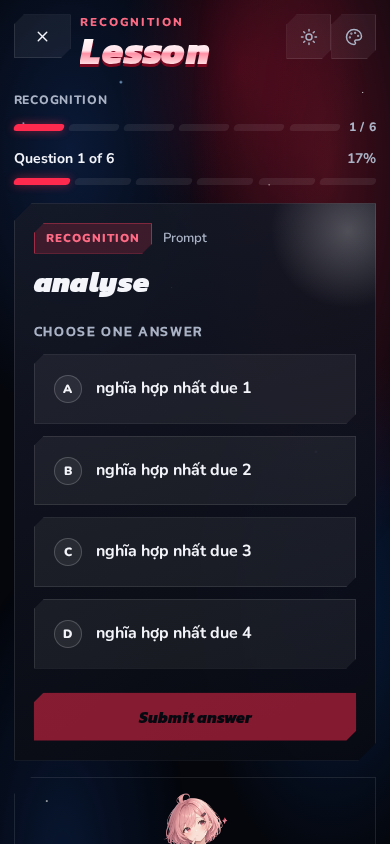 RECOGNITION
Lesson
RECOGNITION
1 / 6
Question 1 of 6
17%
RECOGNITION
Prompt
analyse
CHOOSE ONE ANSWER
A nghĩa hợp nhất due 1
B nghĩa hợp nhất due 2
C nghĩa hợp nhất due 3
D nghĩa hợp nhất due 4
Submit answer